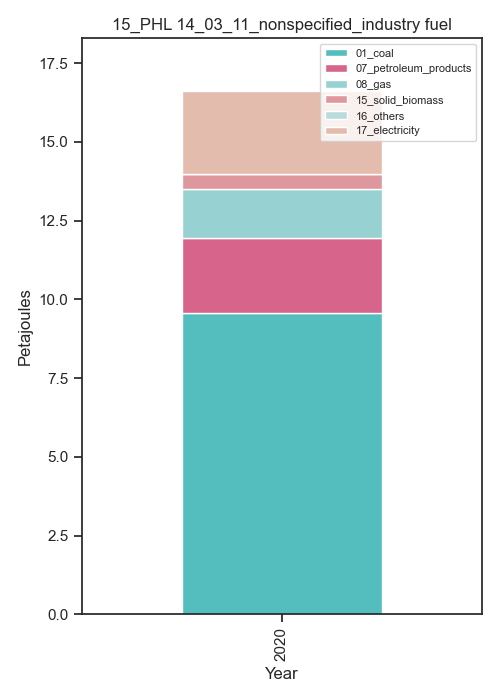 15_PHL 14_03_11_nonspecified_industry fuel
01_coal
07_petroleum_products
08_gas
15_solid_biomass
16_others
17_electricity
17.5
15.0
12.5
10.0
7.5
5.0
2.5
0.0
Petajoules
2020
Year